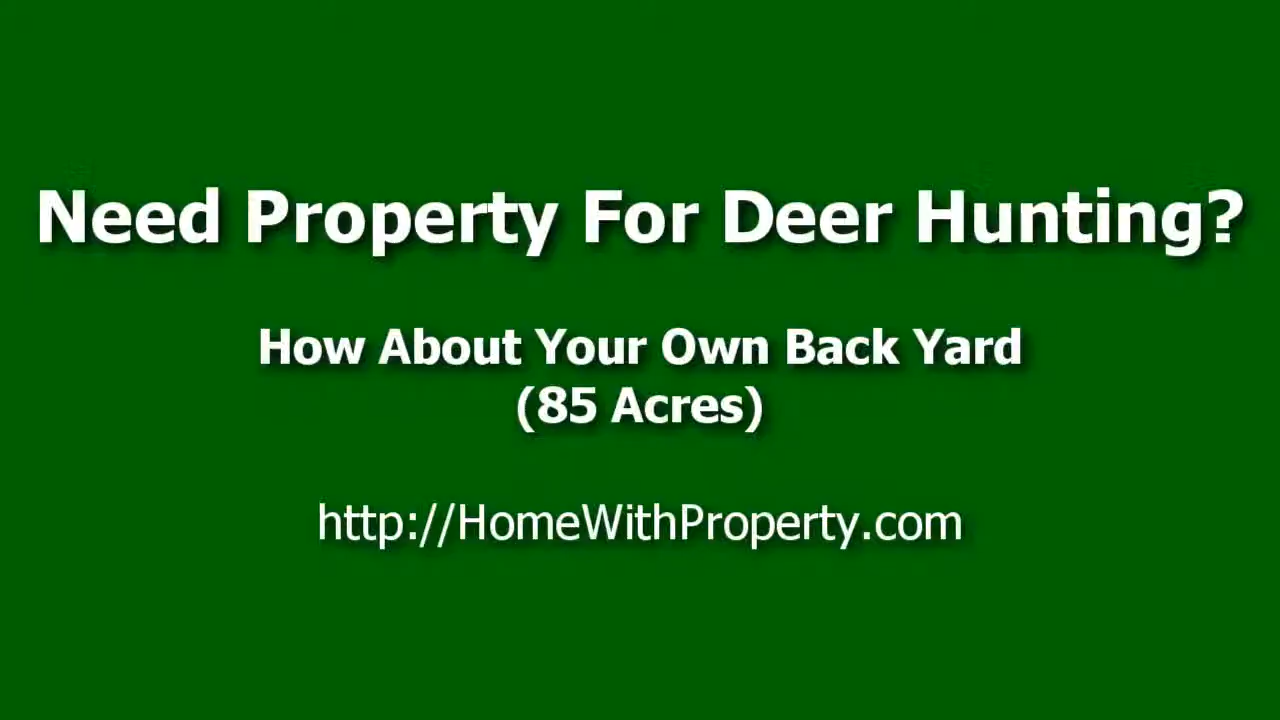 Need Property For Deer Hunting?
How About Your Own Back Yard
(85 Acres)
http://HomeWithProperty.com